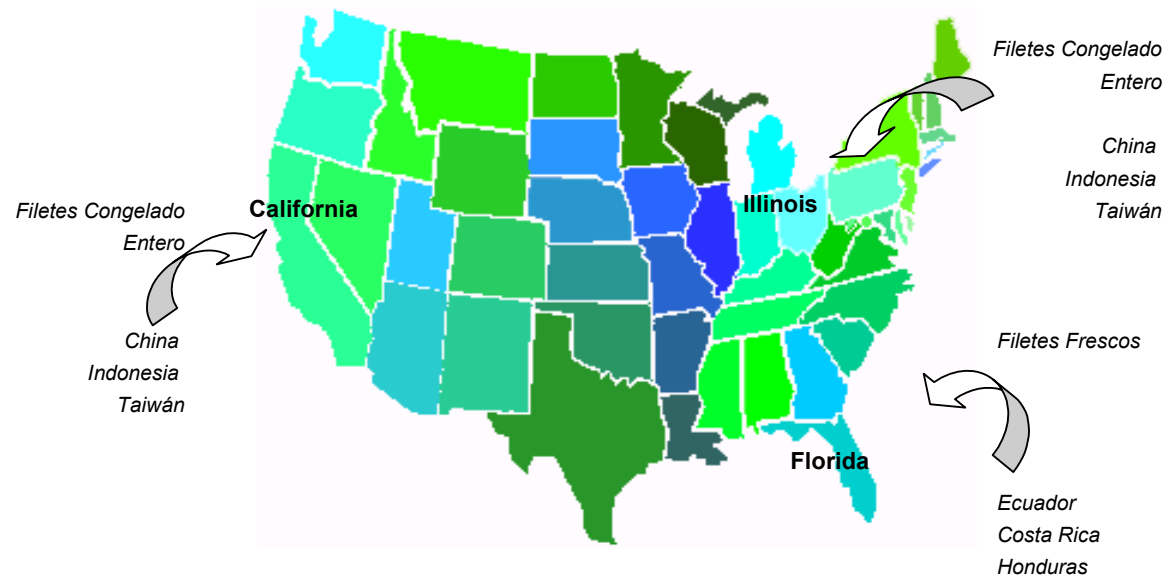 Filetes Congelado
Entero
China
Indonesia
Taiwán
California
Filetes Congelado
Entero
China
Indonesia
Taiwán
Illinois
Filetes Frescos
Florida
Ecuador
Costa Rica
Honduras